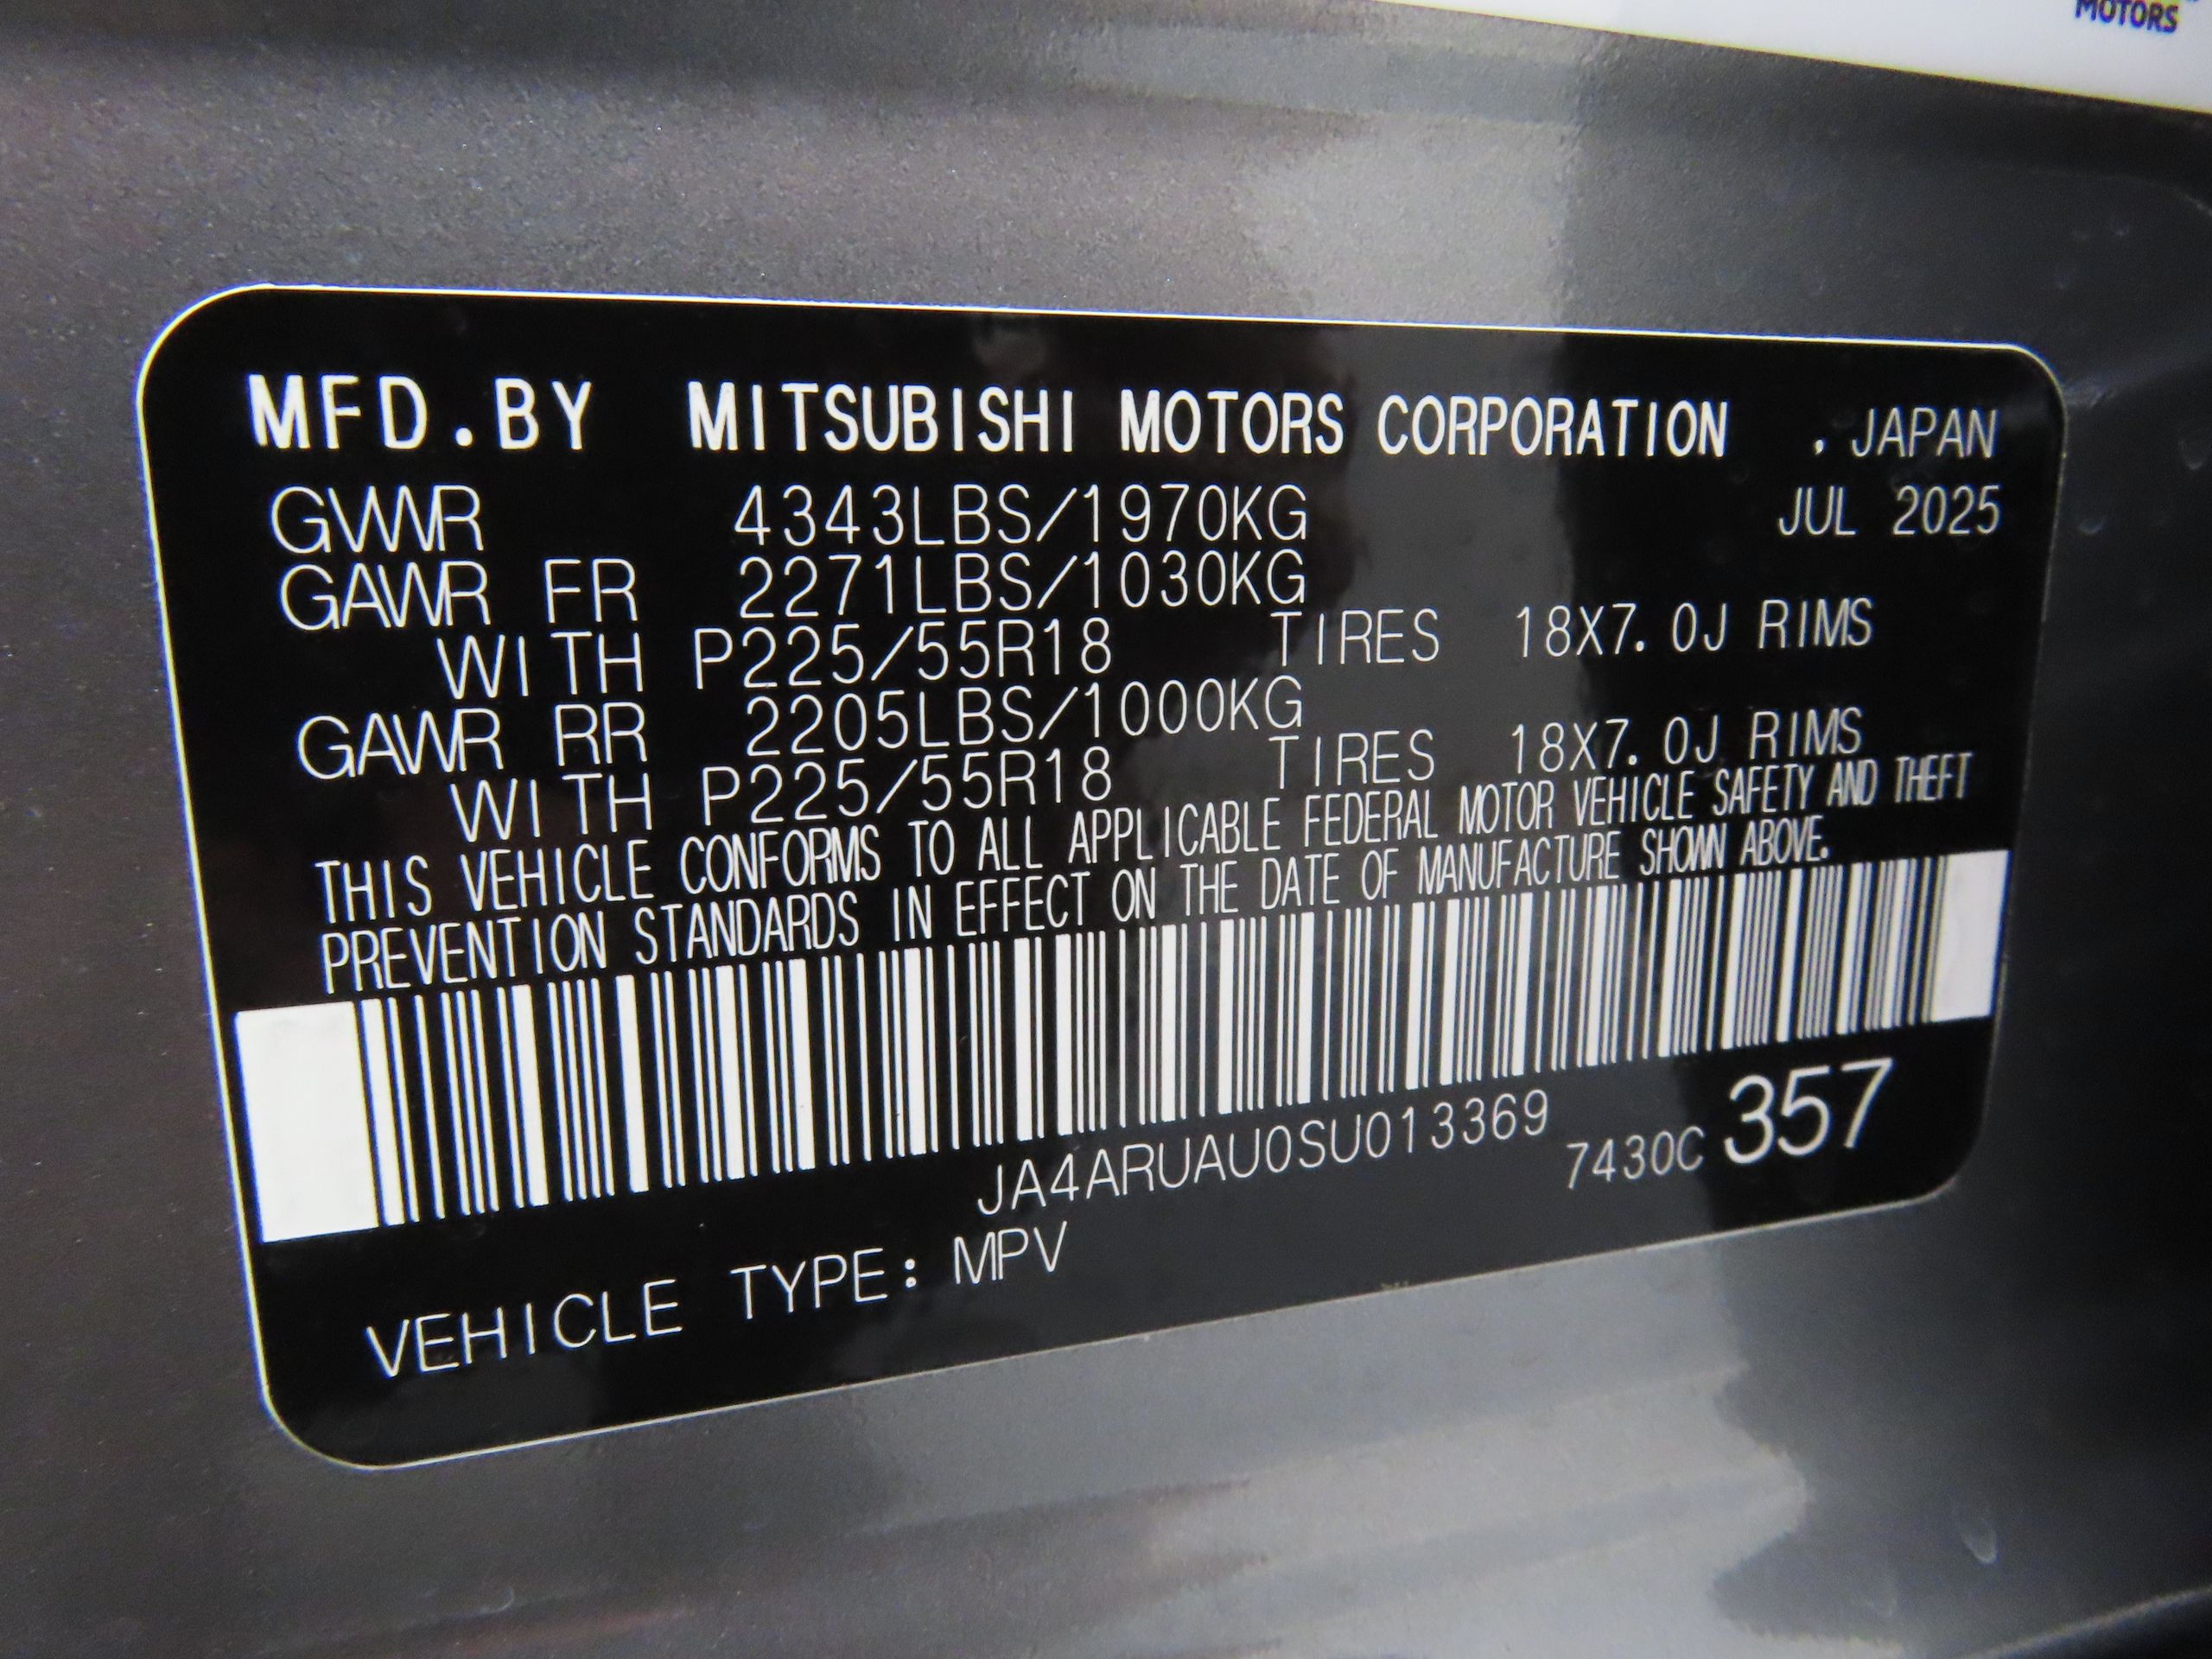 MOTORS
MFD.BY MITSUBISHI MOTORS CORPORATION , JAPAN
GVWR 4343LBS/1970KG JUL 2025
GAWR FR 2271LBS/1030KG
WITH P225/55R18 TIRES 18X7.0J RIMS
GAWR RR 2205LBS/1000KG
WITH P225/55R18 TIRES 18X7.0J RIMS
THIS VEHICLE CONFORMS TO ALL APPLICABLE FEDERAL MOTOR VEHICLE SAFETY AND THEFT
PREVENTION STANDARDS IN EFFECT ON THE DATE OF MANUFACTURE SHOWN ABOVE.
JA4ARUAU0SU013369 7430C 357
VEHICLE TYPE: MPV